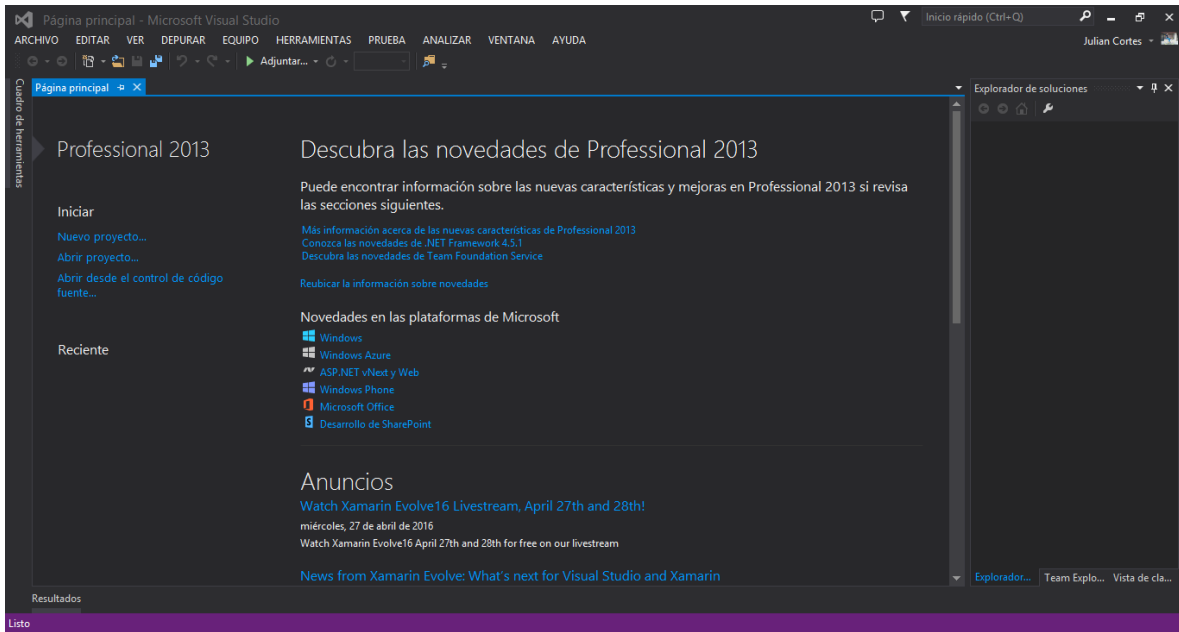 Página principal - Microsoft Visual Studio
Inicio rápido (Ctrl+Q)
ARCHIVO EDITAR VER DEPURAR EQUIPO HERRAMIENTAS PRUEBA ANALIZAR VENTANA AYUDA
Julian Cortes
Adjuntar...
Cuadro de herramientas
Página principal
Professional 2013
Iniciar
Nuevo proyecto...
Abrir proyecto...
Abrir desde el control de código
fuente...
Reciente
Descubra las novedades de Professional 2013
Puede encontrar información sobre las nuevas características y mejoras en Professional 2013 si revisa
las secciones siguientes.
Más información acerca de las nuevas características de Professional 2013
Conozca las novedades de .NET Framework 4.5.1
Descubra las novedades de Team Foundation Service
Reubicar la información sobre novedades
Novedades en las plataformas de Microsoft
Windows
Windows Azure
ASP.NET vNext y Web
Windows Phone
Microsoft Office
Desarrollo de SharePoint
Anuncios
Watch Xamarin Evolve16 Livestream, April 27th and 28th!
miércoles, 27 de abril de 2016
Watch Xamarin Evolve16 April 27th and 28th for free on our livestream
News from Xamarin Evolve: What's next for Visual Studio and Xamarin
Explorador de soluciones
Explorador... Team Explo... Vista de cla...
Resultados
Listo